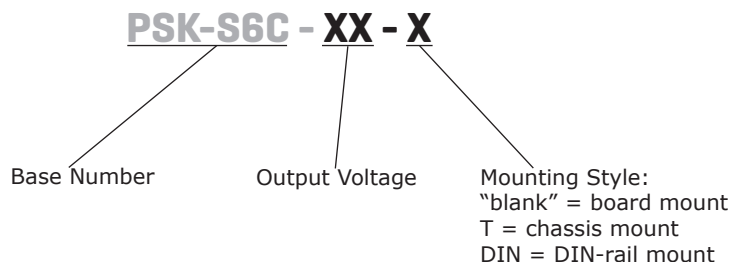 PSK-S6C - XX - X
Base Number
Output Voltage
Mounting Style:
"blank" = board mount
T = chassis mount
DIN = DIN-rail mount